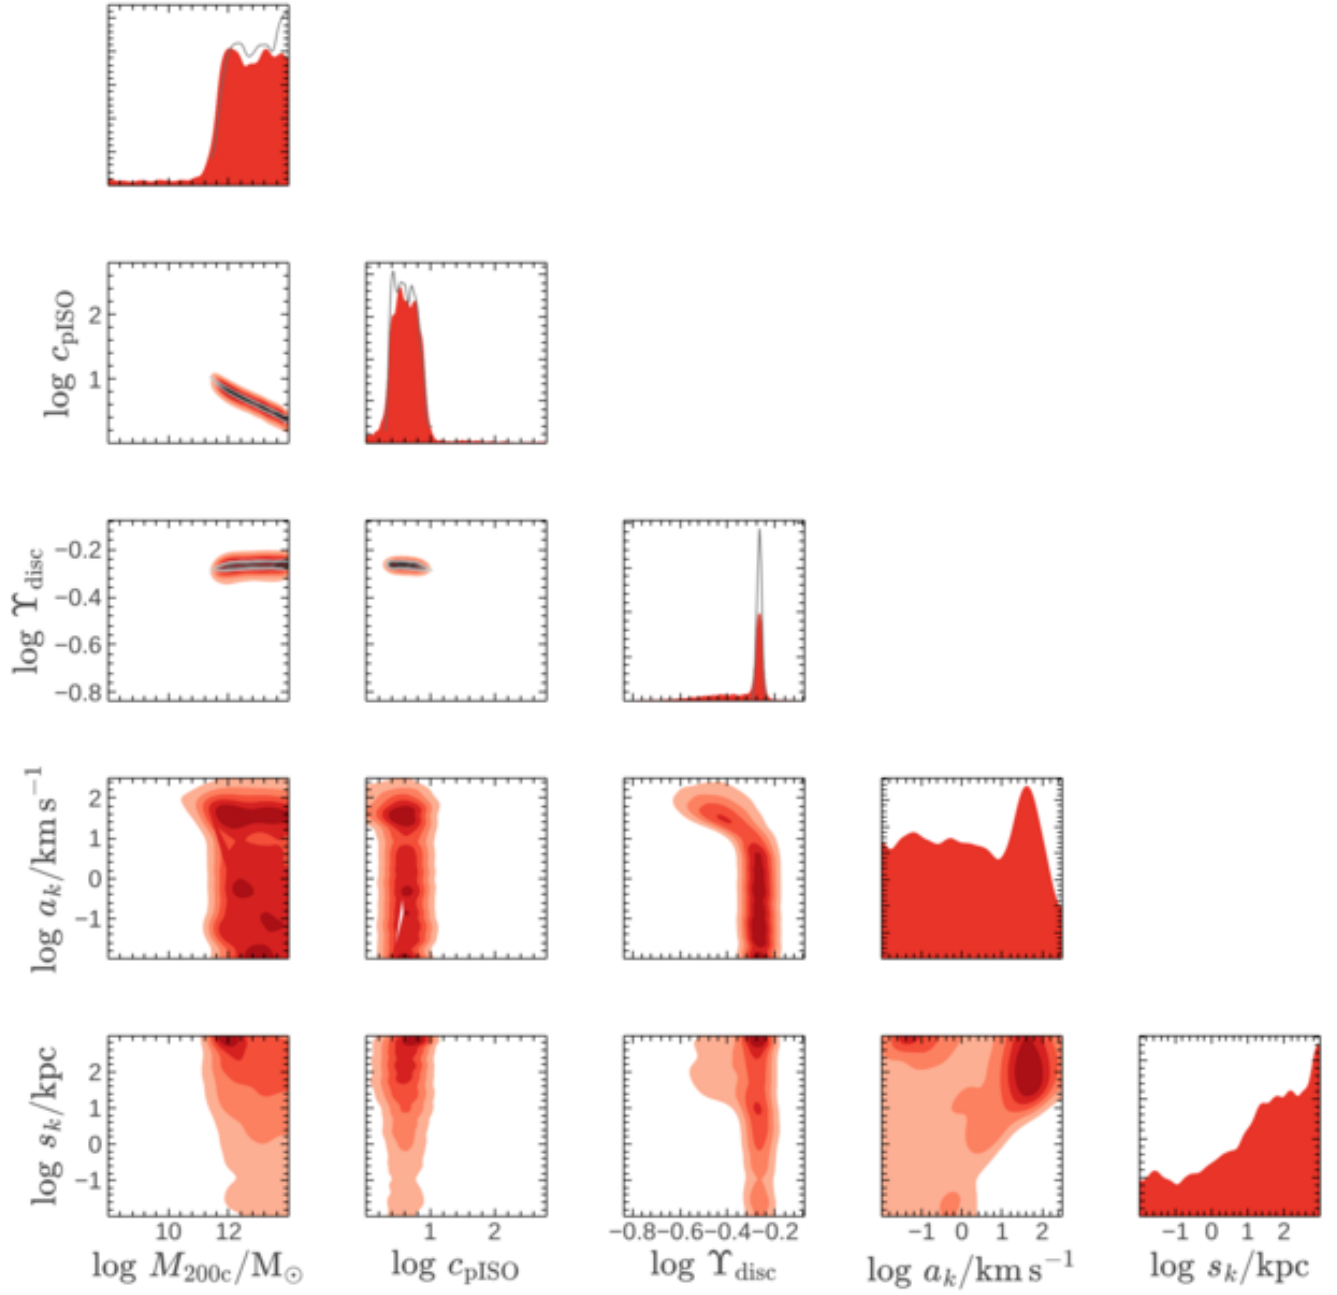 log c_pISO
2
1
log ϒ_disc
−0.2
−0.4
−0.6
−0.8
log a_k/km s⁻¹
2
1
0
−1
log s_k/kpc
2
1
0
−1
10 12
1 2
−0.8 −0.6 −0.4 −0.2
−1 0 1 2
−1 0 1 2
log M_200c/M_⊙
log c_pISO
log ϒ_disc
log a_k/km s⁻¹
log s_k/kpc